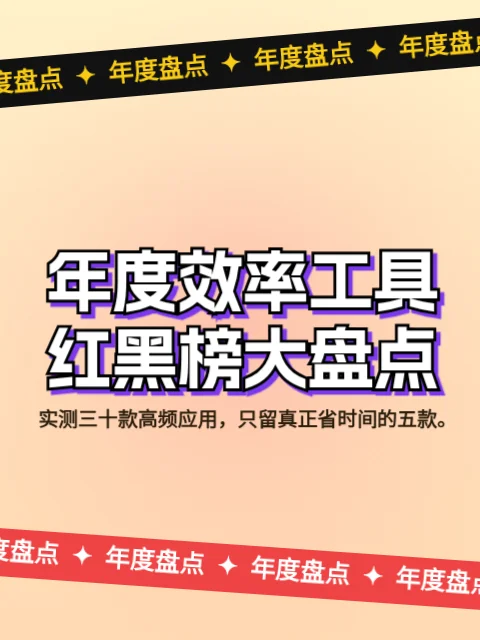 度盘点 ✦ 年度盘点 ✦ 年度盘点 ✦ 年度盘点
年度效率工具
红黑榜大盘点
实测三十款高频应用，只留真正省时间的五款。
度盘点 ✦ 年度盘点 ✦ 年度盘点 ✦ 年度盘点